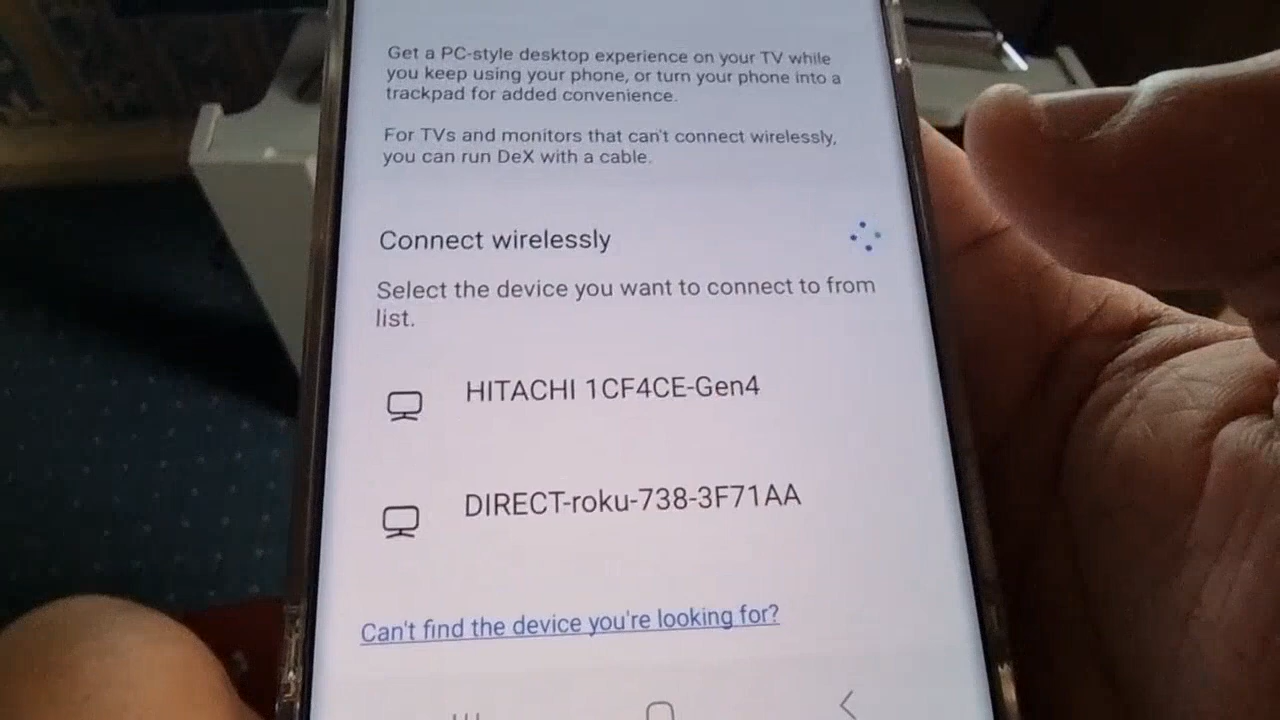 Get a PC-style desktop experience on your TV while
you keep using your phone, or turn your phone into a
trackpad for added convenience.
For TVs and monitors that can't connect wirelessly,
you can run DeX with a cable.
Connect wirelessly
Select the device you want to connect to from
list.
HITACHI 1CF4CE-Gen4
DIRECT-roku-738-3F71AA
Can't find the device you're looking for?